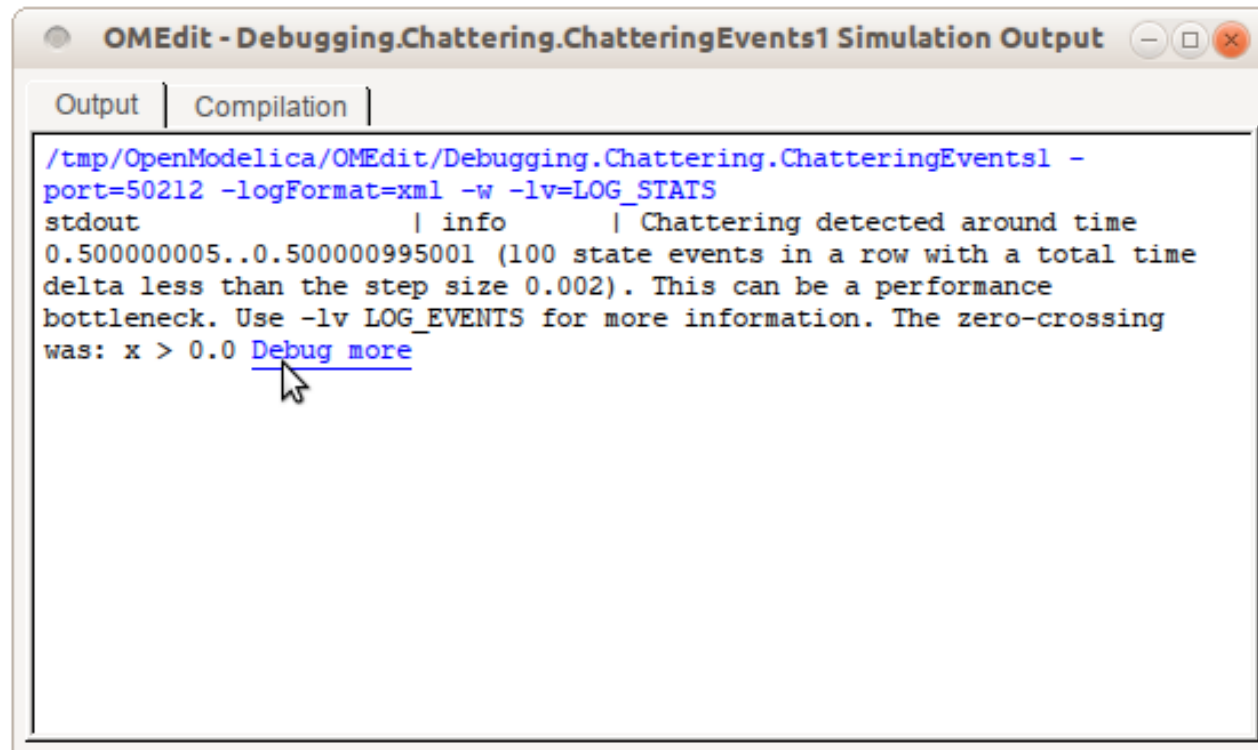 OMEdit - Debugging.Chattering.ChatteringEvents1 Simulation Output
Output
Compilation
/tmp/OpenModelica/OMEdit/Debugging.Chattering.ChatteringEvents1 -
port=50212 -logFormat=xml -w -lv=LOG_STATS
stdout | info | Chattering detected around time
0.500000005..0.500000995001 (100 state events in a row with a total time
delta less than the step size 0.002). This can be a performance
bottleneck. Use -lv LOG_EVENTS for more information. The zero-crossing
was: x > 0.0 Debug more